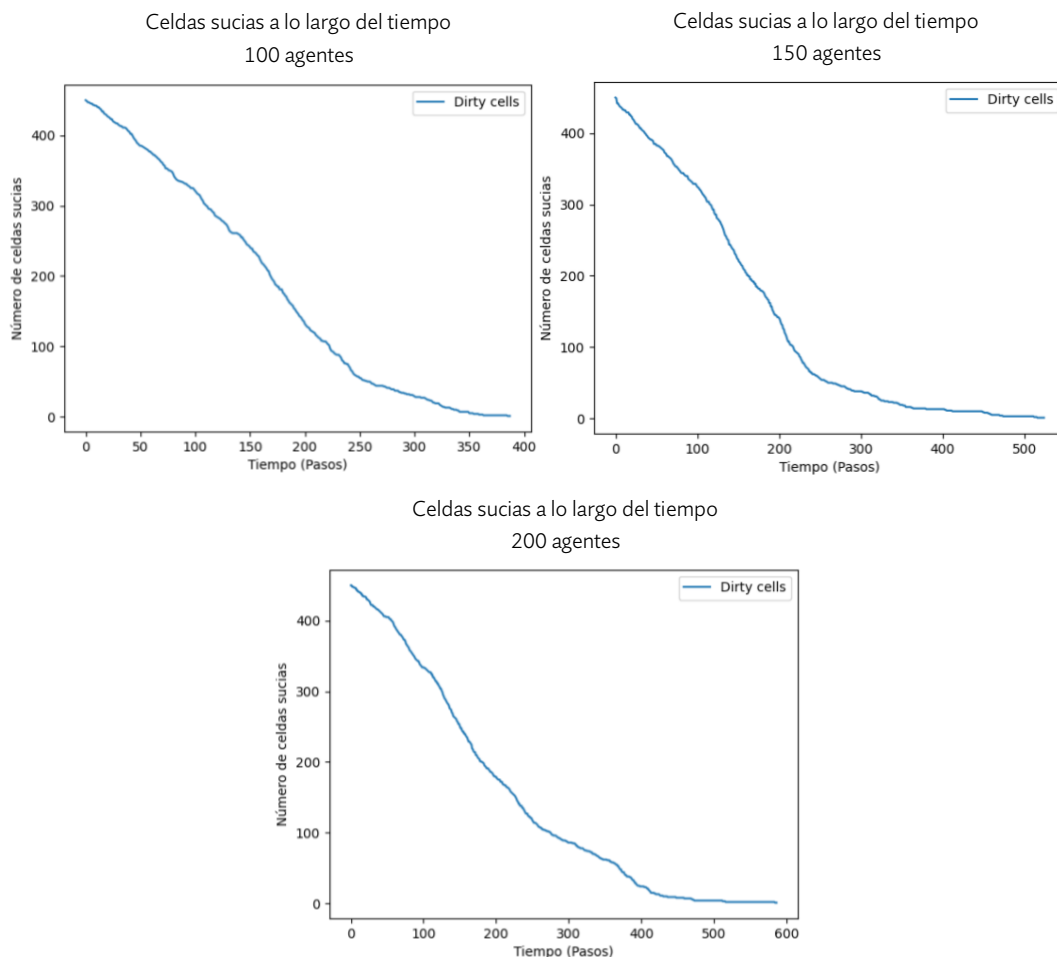 Celdas sucias a lo largo del tiempo
100 agentes
Dirty cells
Número de celdas sucias
400
300
200
100
0
0 50 100 150 200 250 300 350 400
Tiempo (Pasos)
Celdas sucias a lo largo del tiempo
150 agentes
Dirty cells
Número de celdas sucias
400
300
200
100
0
0 100 200 300 400 500
Tiempo (Pasos)
Celdas sucias a lo largo del tiempo
200 agentes
Dirty cells
Número de celdas sucias
400
300
200
100
0
0 100 200 300 400 500 600
Tiempo (Pasos)